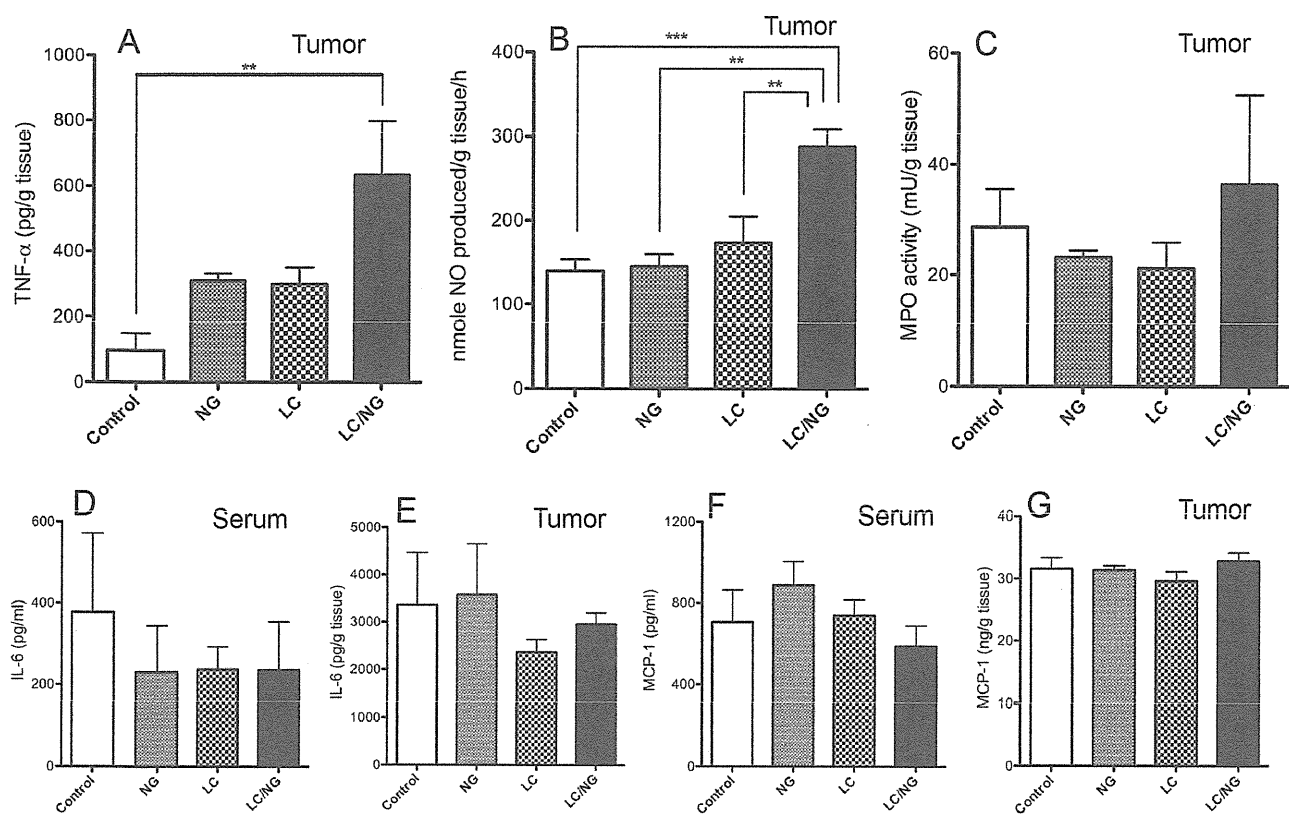 A
Tumor
TNF-α (pg/g tissue)
1000
800
600
400
200
0
**
Control
NG
LC
LC/NG
B
Tumor
nmole NO produced/g tissue/h
400
300
200
100
0
***
**
**
Control
NG
LC
LC/NG
C
Tumor
MPO activity (mU/g tissue)
60
40
20
0
Control
NG
LC
LC/NG
D
Serum
IL-6 (pg/ml)
600
400
200
0
Control
NG
LC
LC/NG
E
Tumor
IL-6 (pg/g tissue)
5000
4000
3000
2000
1000
0
Control
NG
LC
LC/NG
F
Serum
MCP-1 (pg/ml)
1200
800
400
0
Control
NG
LC
LC/NG
G
Tumor
MCP-1 (ng/g tissue)
40
30
20
10
0
Control
NG
LC
LC/NG